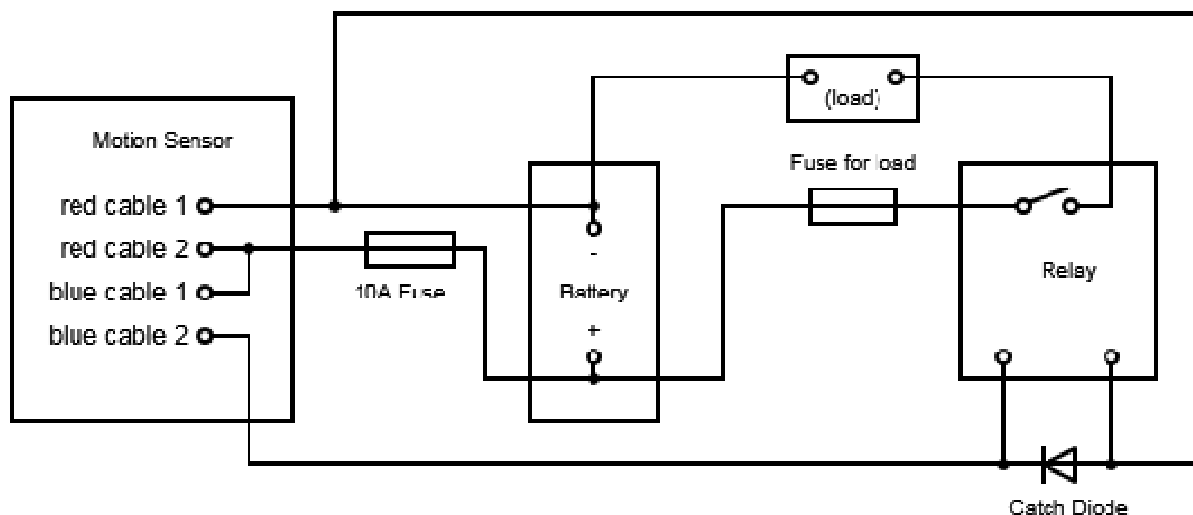 (load)
Motion Sensor
Fuse for load
red cable 1
red cable 2
blue cable 1
blue cable 2
10A Fuse
-
Battery
+
Relay
Catch Diode